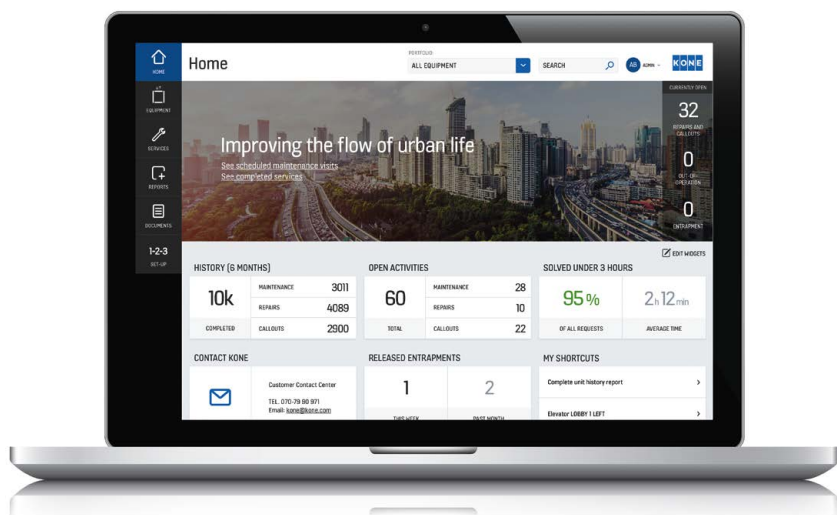 HOME
Home
PORTFOLIO
ALL EQUIPMENT
SEARCH
AB
ADMIN
KONE
EQUIPMENT
SERVICES
REPORTS
DOCUMENTS
1-2-3
SET-UP
Improving the flow of urban life
See scheduled maintenance visits
See completed services
CURRENTLY OPEN
32
REPAIRS AND
CALLOUTS
0
OUT-OF-
OPERATION
0
ENTRAPMENT
EDIT WIDGETS
HISTORY (6 MONTHS)
10k
COMPLETED
MAINTENANCE 3011
REPAIRS 4089
CALLOUTS 2900
OPEN ACTIVITIES
60
TOTAL
MAINTENANCE 28
REPAIRS 10
CALLOUTS 22
SOLVED UNDER 3 HOURS
95 %
OF ALL REQUESTS
2h 12min
AVERAGE TIME
CONTACT KONE
Customer Contact Center
TEL. 070-79 90 971
Email: kone@kone.com
RELEASED ENTRAPMENTS
1
THIS WEEK
2
PAST MONTH
MY SHORTCUTS
Complete unit history report
Elevator LOBBY 1 LEFT